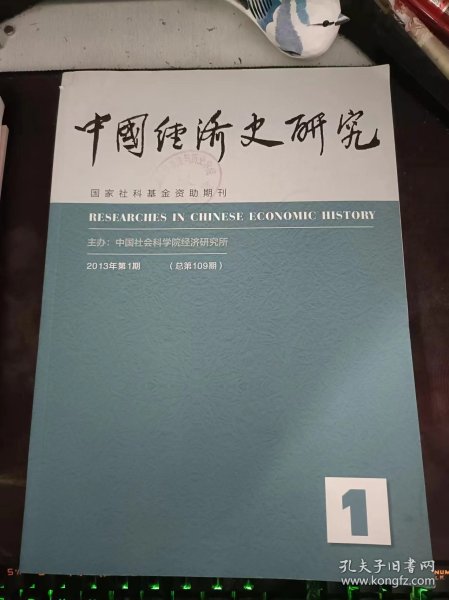 中國经济史研究
国家社科基金资助期刊
RESEARCHES IN CHINESE ECONOMIC HISTORY
主办：中国社会科学院经济研究所
2013年第1期 （总第109期）
1
孔夫子旧书网
www.kongfz.com